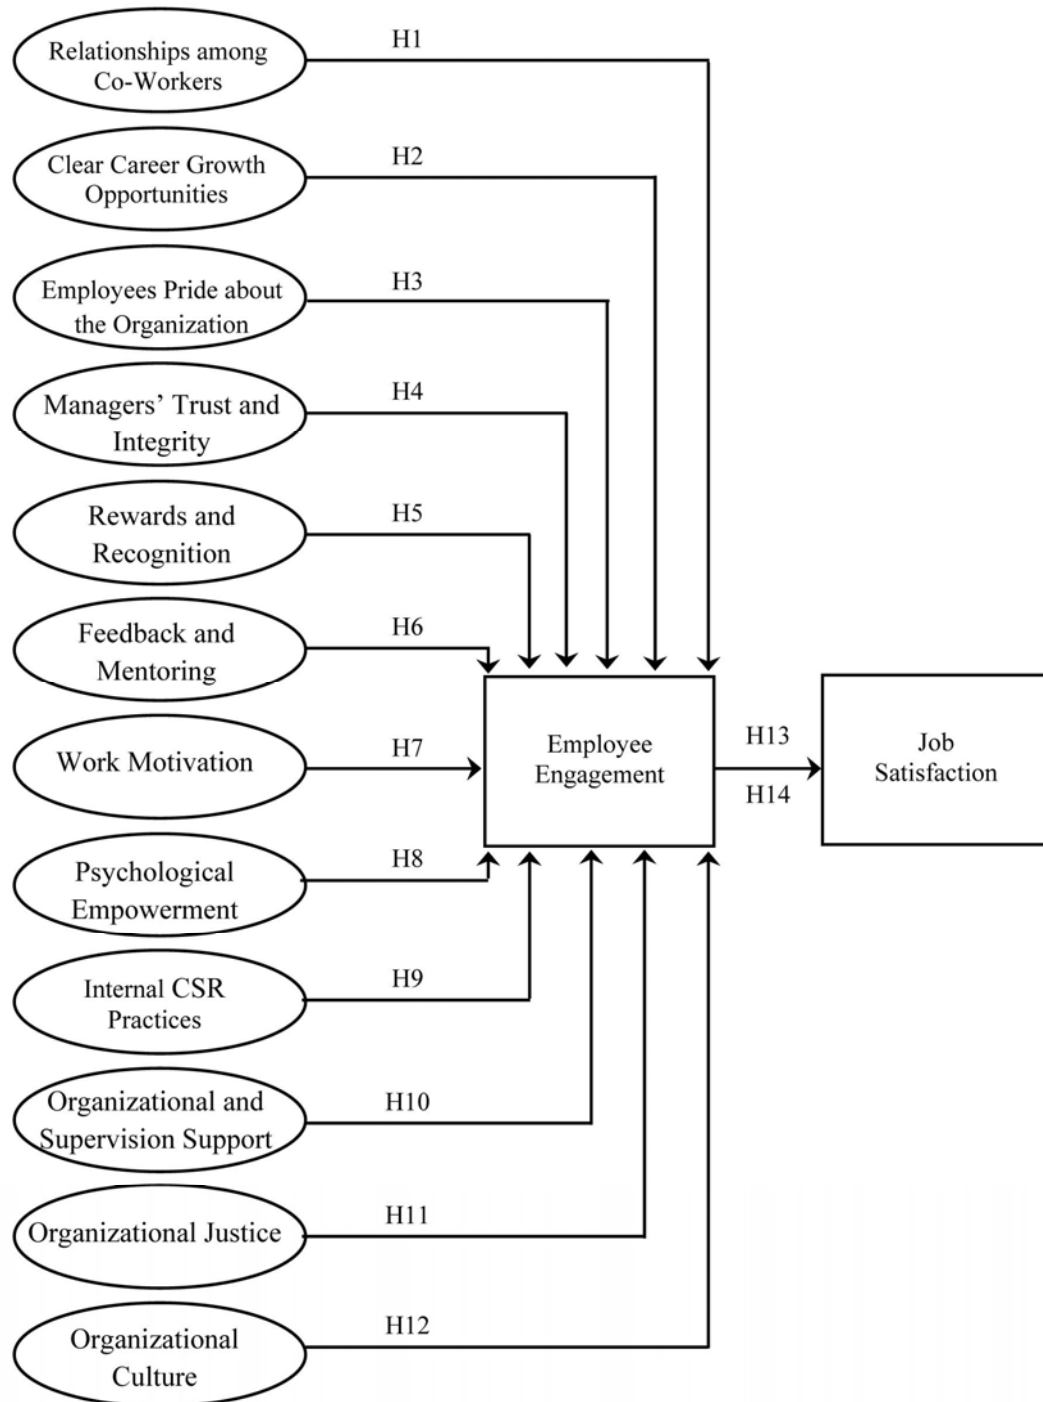 Relationships among
Co-Workers
H1
Clear Career Growth
Opportunities
H2
Employees Pride about
the Organization
H3
Managers’ Trust and
Integrity
H4
Rewards and
Recognition
H5
Feedback and
Mentoring
H6
Work Motivation
H7
Employee
Engagement
H13
H14
Job
Satisfaction
Psychological
Empowerment
H8
Internal CSR
Practices
H9
Organizational and
Supervision Support
H10
Organizational Justice
H11
Organizational
Culture
H12